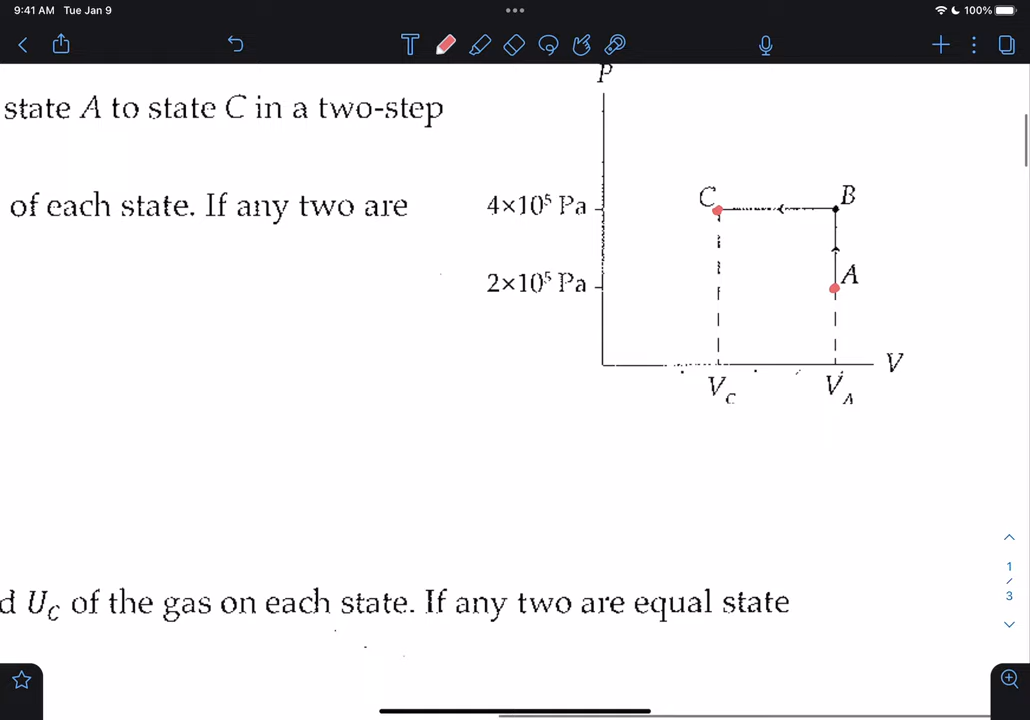 9:41 AM Tue Jan 9
100%
P
state A to state C in a two-step
of each state. If any two are
4×10⁵ Pa
C
B
2×10⁵ Pa
A
V
V_C
V_A
d U_C of the gas on each state. If any two are equal state
1
/
3